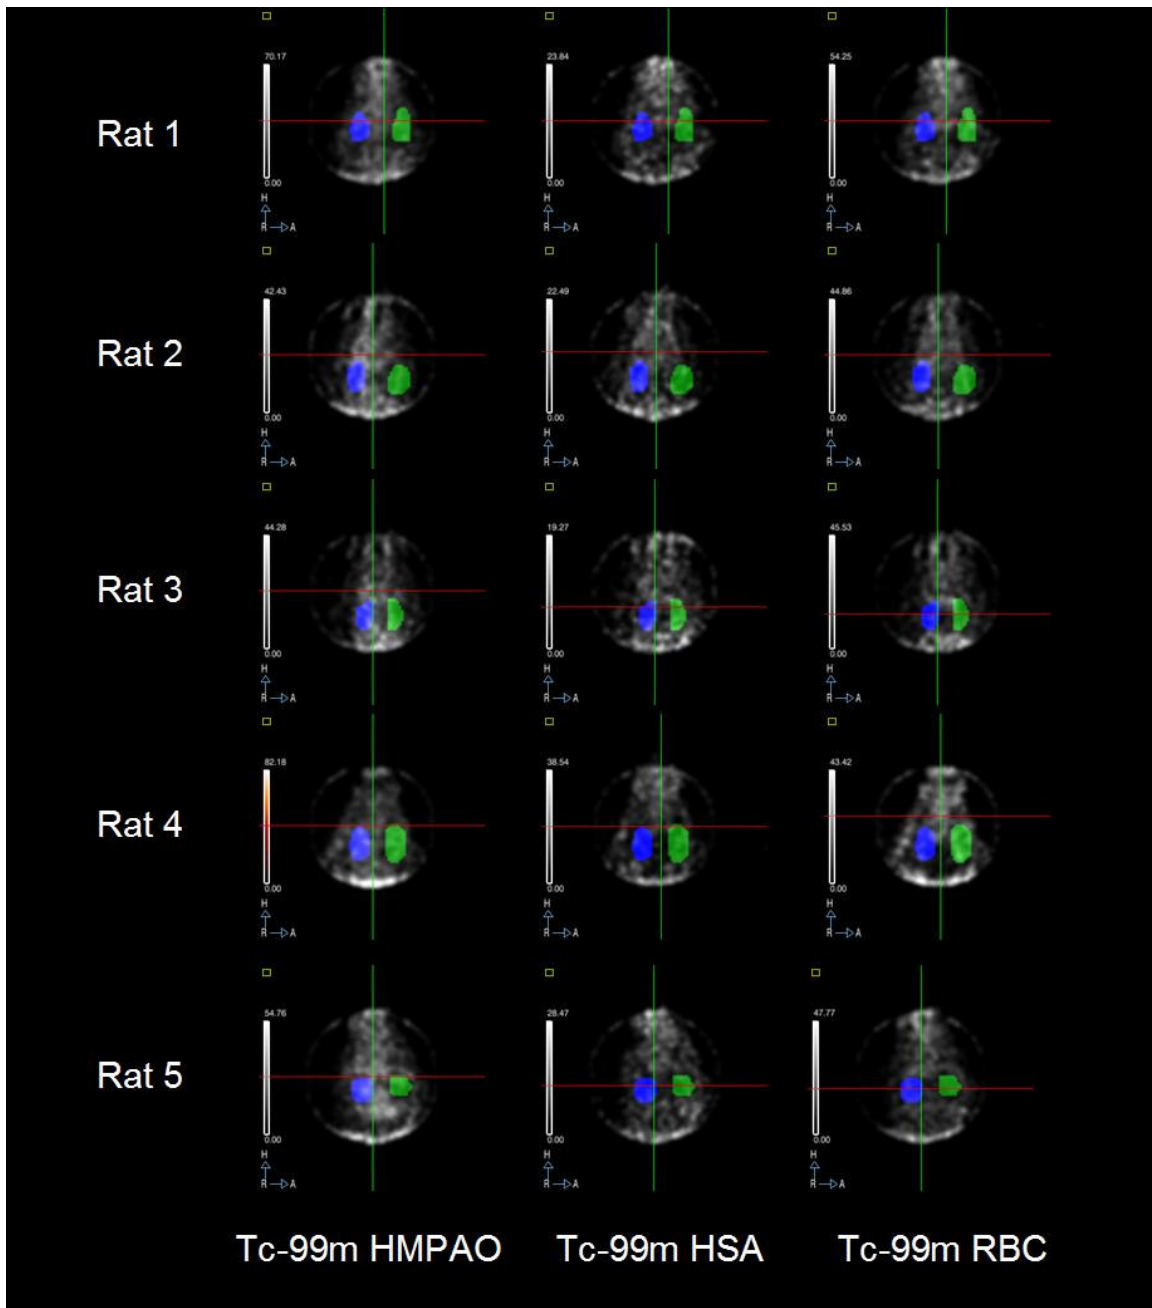 70.17 23.84 54.25
Rat 1
0.00 0.00 0.00
H H H
R A R A R A
42.43 22.49 44.86
Rat 2
0.00 0.00 0.00
H H H
R A R A R A
44.28 19.27 45.53
Rat 3
0.00 0.00 0.00
H H H
R A R A R A
82.18 38.54 43.42
Rat 4
0.00 0.00 0.00
H H H
R A R A R A
54.76 28.47 47.77
Rat 5
0.00 0.00 0.00
H H H
R A R A R A
Tc-99m HMPAO Tc-99m HSA Tc-99m RBC